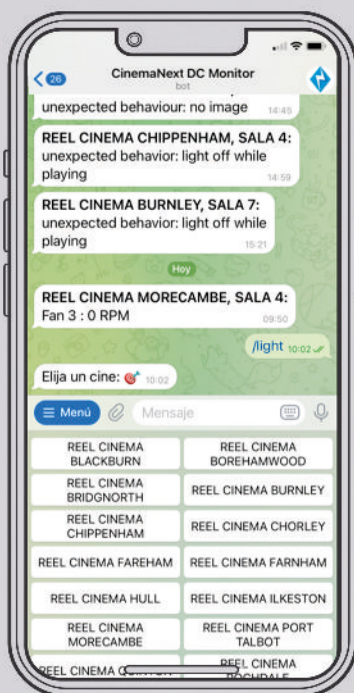 26
CinemaNext DC Monitor
bot
unexpected behaviour: no image 14:45
REEL CINEMA CHIPPENHAM, SALA 4:
unexpected behavior: light off while
playing
14:59
REEL CINEMA BURNLEY, SALA 7:
unexpected behavior: light off while
playing
15:21
Hoy
REEL CINEMA MORECAMBE, SALA 4:
Fan 3 : 0 RPM 09:50
/light 10:02
Elija un cine: 10:02
Menú Mensaje
REEL CINEMA
BLACKBURN
REEL CINEMA
BOREHAMWOOD
REEL CINEMA
BRIDGNORTH
REEL CINEMA BURNLEY
REEL CINEMA
CHIPPENHAM
REEL CINEMA CHORLEY
REEL CINEMA FAREHAM
REEL CINEMA FARNHAM
REEL CINEMA HULL
REEL CINEMA ILKESTON
REEL CINEMA
MORECAMBE
REEL CINEMA PORT
TALBOT
REEL CINEMA
REEL CINEMA